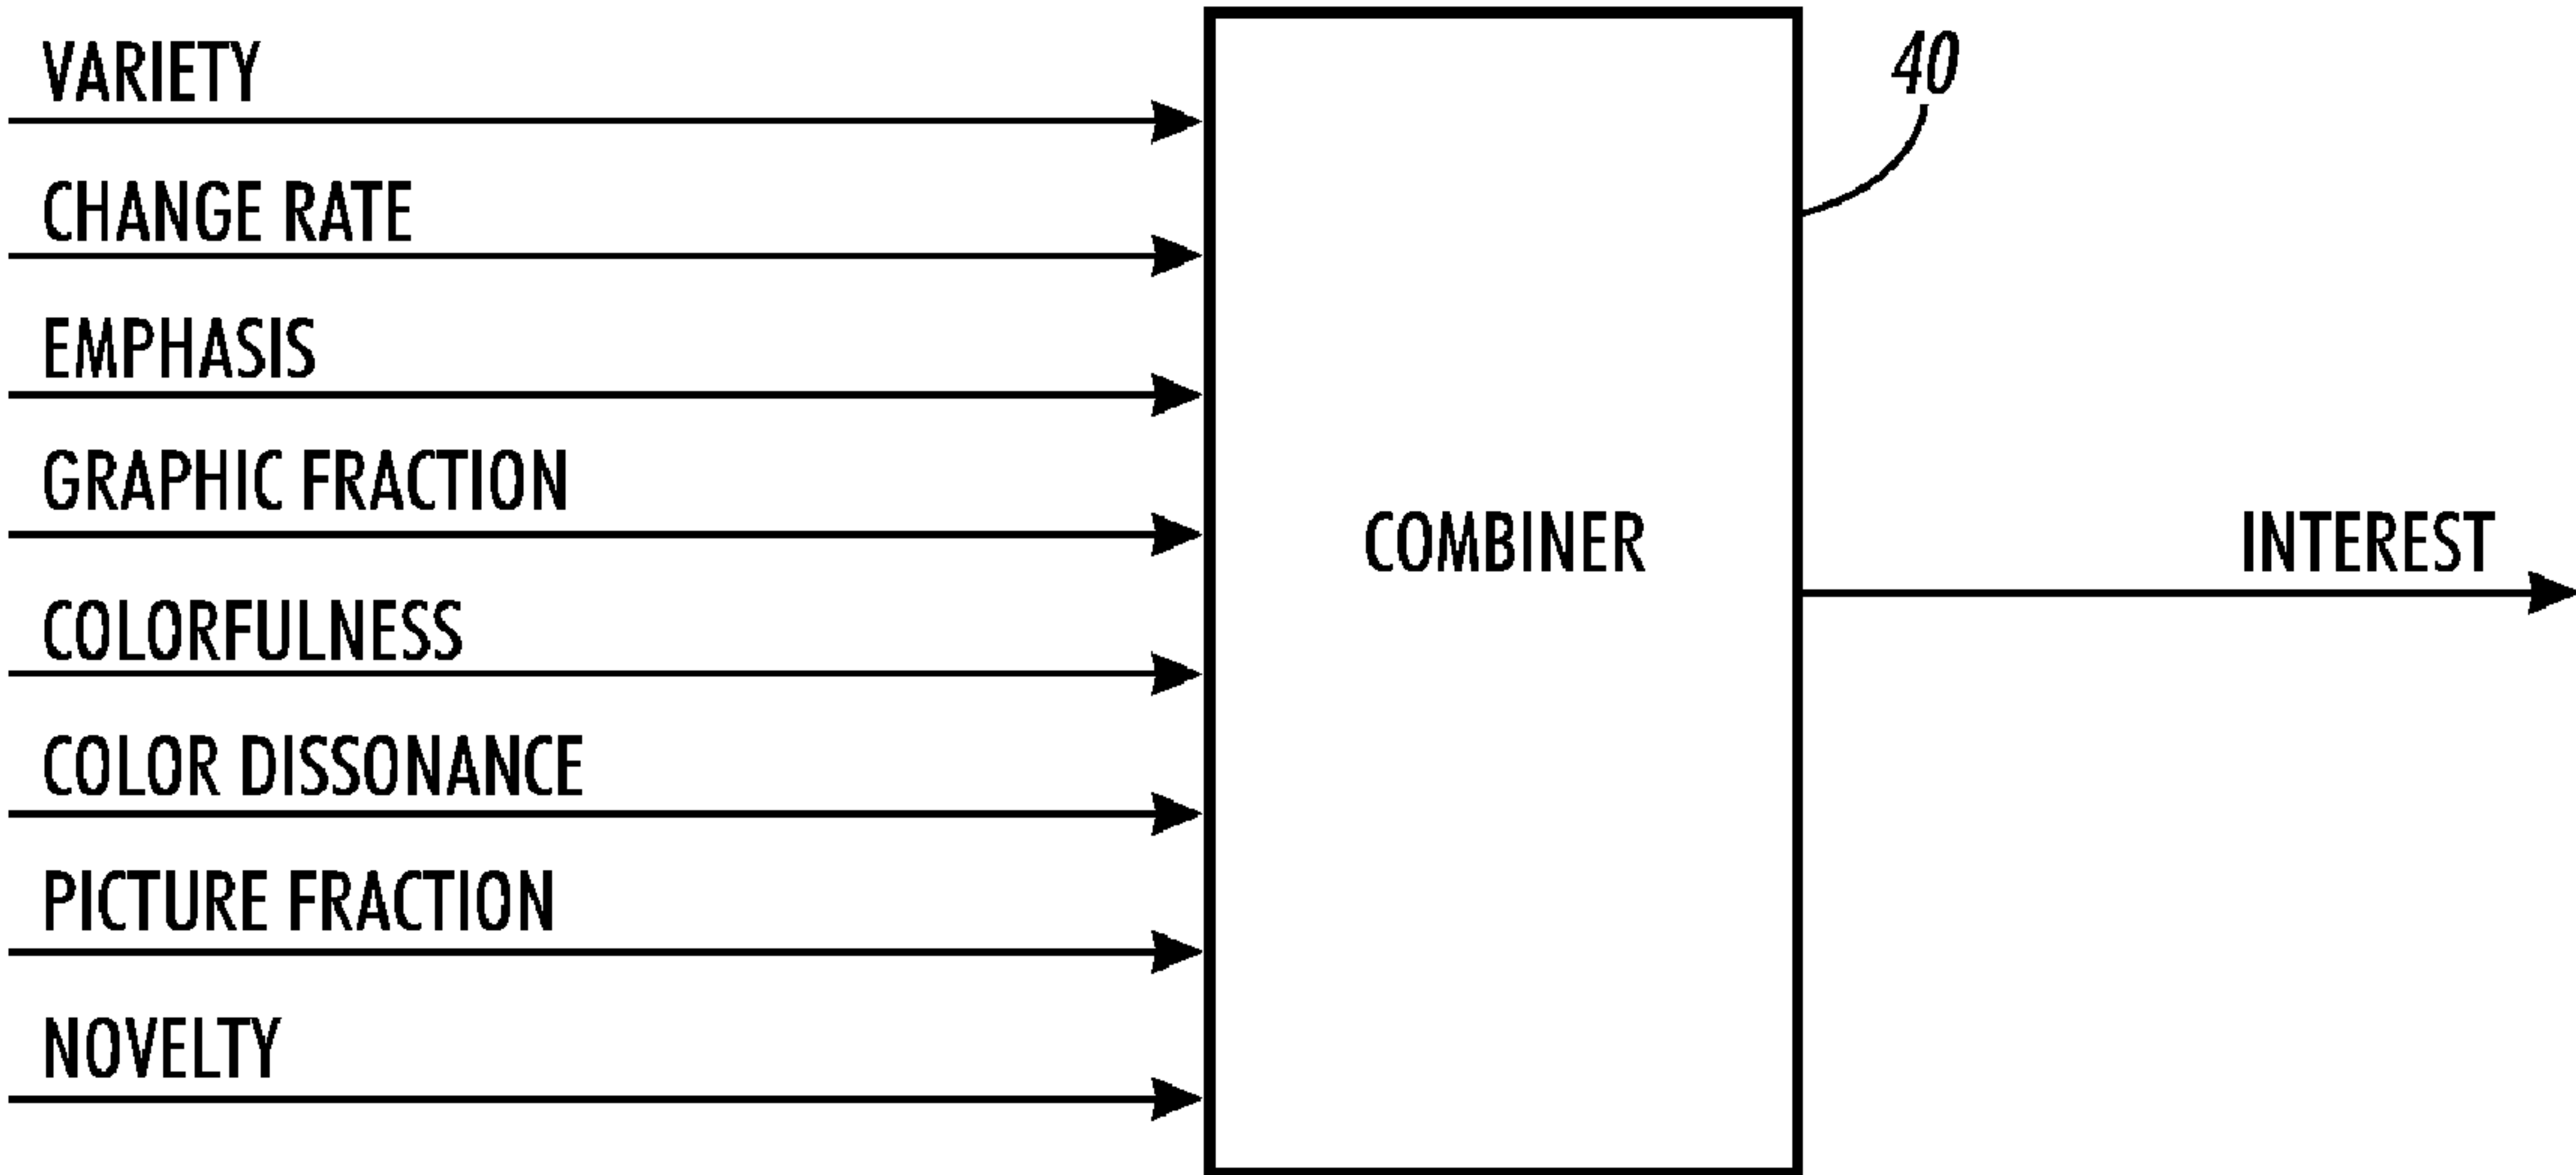 VARIETY
40
CHANGE RATE
EMPHASIS
GRAPHIC FRACTION
COMBINER
INTEREST
COLORFULNESS
COLOR DISSONANCE
PICTURE FRACTION
NOVELTY